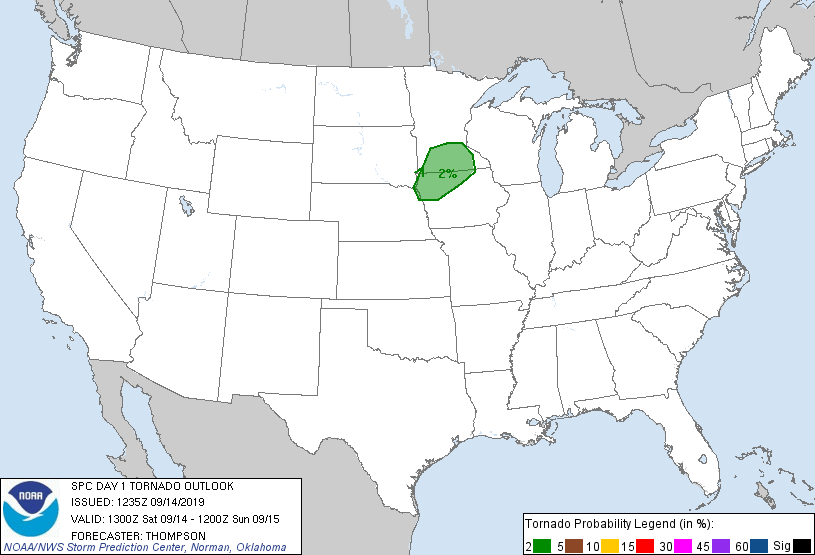 2%
NOAA
SPC DAY 1 TORNADO OUTLOOK
ISSUED: 1235Z 09/14/2019
VALID: 1300Z Sat 09/14 - 1200Z Sun 09/15
FORECASTER: THOMPSON
NOAA/NWS Storm Prediction Center, Norman, Oklahoma
Tornado Probability Legend (in %):
2 5 10 15 30 45 60 Sig